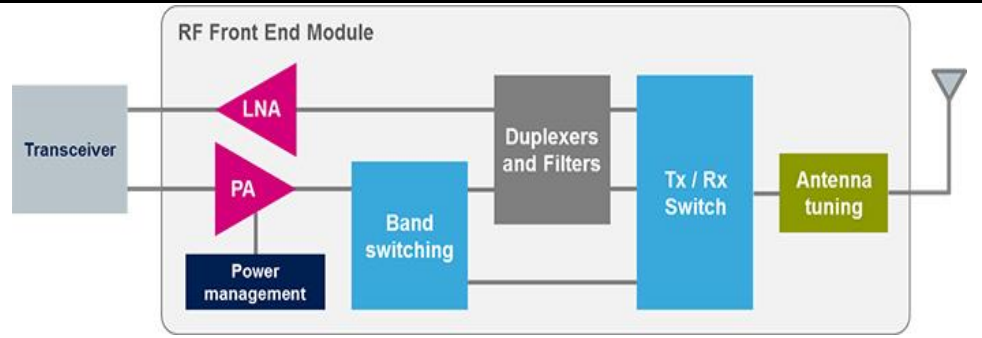 RF Front End Module
LNA
Transceiver
PA
Power
management
Band
switching
Duplexers
and Filters
Tx / Rx
Switch
Antenna
tuning